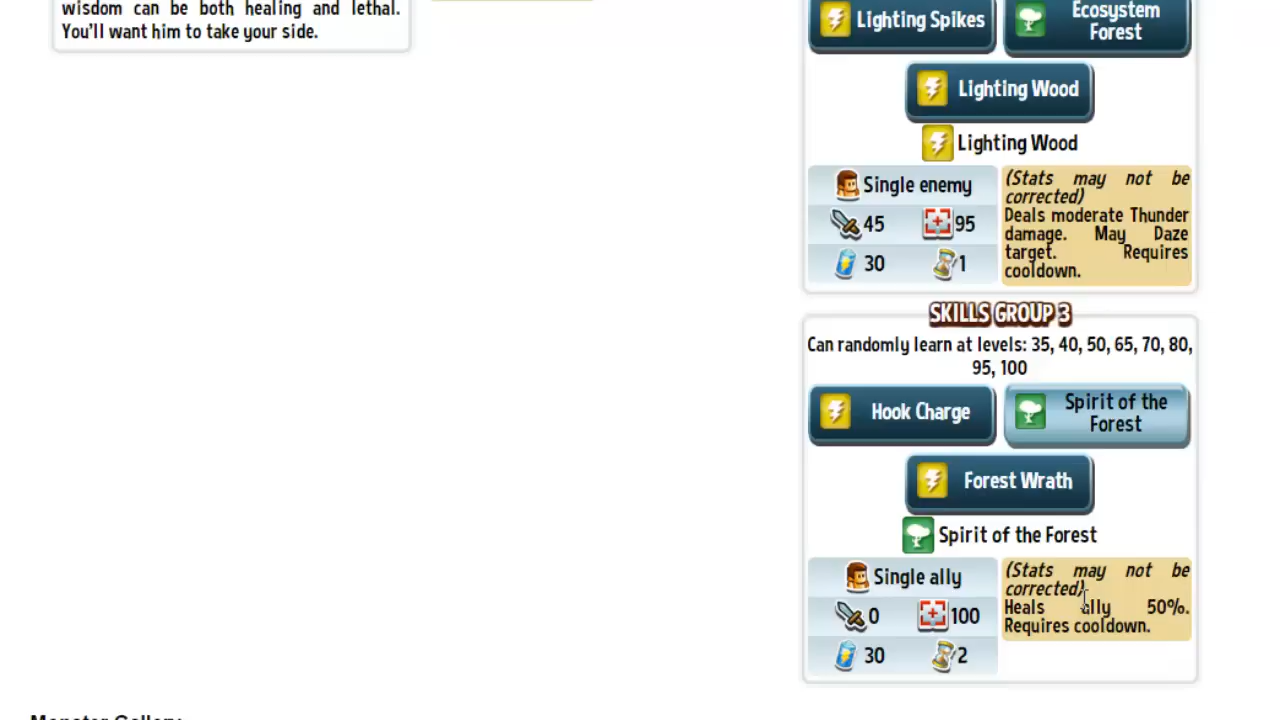 wisdom can be both healing and lethal.
You'll want him to take your side.
Lighting Spikes
Ecosystem
Forest
Lighting Wood
Lighting Wood
Single enemy
45
95
30
1
(Stats may not be
corrected)
Deals moderate Thunder
damage. May Daze
target. Requires
cooldown.
SKILLS GROUP 3
Can randomly learn at levels: 35, 40, 50, 65, 70, 80,
95, 100
Hook Charge
Spirit of the
Forest
Forest Wrath
Spirit of the Forest
Single ally
0
100
30
2
(Stats may not be
corrected)
Heals ally 50%.
Requires cooldown.
Monster Gallery